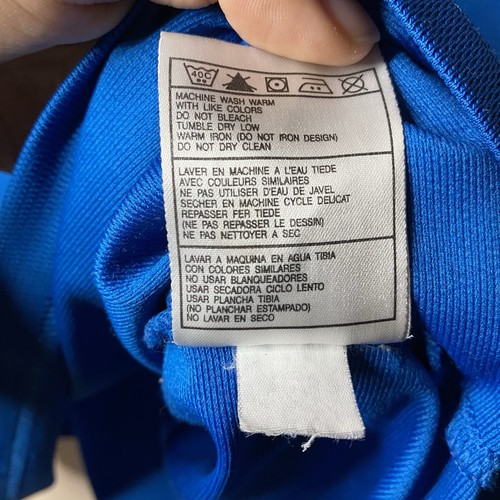 40C
MACHINE WASH WARM
WITH LIKE COLORS
DO NOT BLEACH
TUMBLE DRY LOW
WARM IRON (DO NOT IRON DESIGN)
DO NOT DRY CLEAN
LAVER EN MACHINE A L'EAU TIEDE
AVEC COULEURS SIMILAIRES
NE PAS UTILISER D'EAU DE JAVEL
SECHER EN MACHINE CYCLE DELICAT
REPASSER FER TIEDE
(NE PAS REPASSER LE DESSIN)
NE PAS NETTOYER A SEC
LAVAR A MAQUINA EN AGUA TIBIA
CON COLORES SIMILARES
NO USAR BLANQUEADORES
USAR SECADORA CICLO LENTO
USAR PLANCHA TIBIA
(NO PLANCHAR ESTAMPADO)
NO LAVAR EN SECO